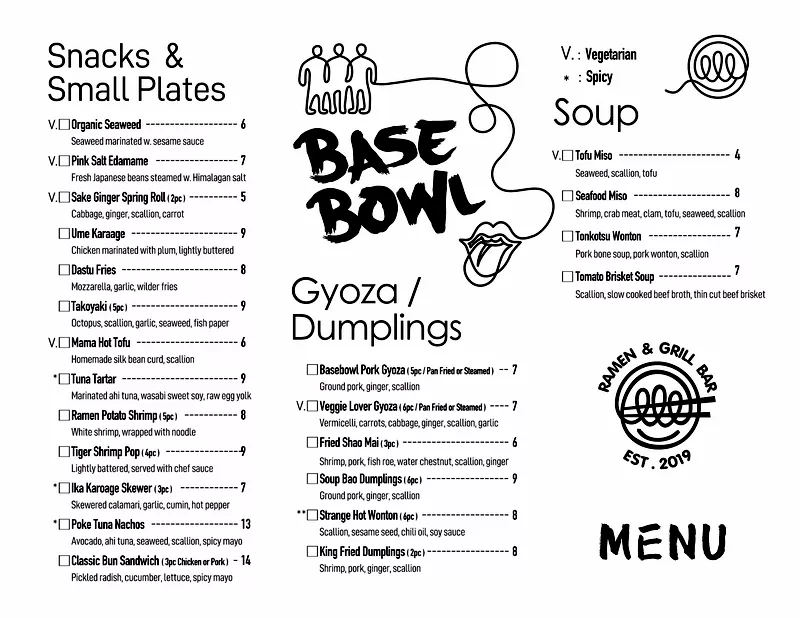 Snacks &
Small Plates
V. Organic Seaweed -------------------- 6
Seaweed marinated w. sesame sauce
V. Pink Salt Edamame ----------------- 7
Fresh Japanese beans steamed w. Himalagan salt
V. Sake Ginger Spring Roll (2pc) ---------- 5
Cabbage, ginger, scallion, carrot
Ume Karaage ----------------------- 9
Chicken marinated with plum, lightly buttered
Dastu Fries ------------------------- 8
Mozzarella, garlic, wilder fries
Takoyaki (5pc) ----------------------- 9
Octopus, scallion, garlic, seaweed, fish paper
V. Mama Hot Tofu --------------------- 6
Homemade silk bean curd, scallion
* Tuna Tartar ------------------------- 9
Marinated ahi tuna, wasabi sweet soy, raw egg yolk
Ramen Potato Shrimp (5pc) ----------- 8
White shrimp, wrapped with noodle
Tiger Shrimp Pop (4pc) ---------------9
Lightly battered, served with chef sauce
* Ika Karoage Skewer (3pc) ------------- 7
Skewered calamari, garlic, cumin, hot pepper
* Poke Tuna Nachos ------------------- 13
Avocado, ahi tuna, seaweed, scallion, spicy mayo
Classic Bun Sandwich (3pc Chicken or Pork) - 14
Pickled radish, cucumber, lettuce, spicy mayo
BASE
BOWL
Gyoza /
Dumplings
Basebowl Pork Gyoza (5pc / Pan Fried or Steamed) -- 7
Ground pork, ginger, scallion
V. Veggie Lover Gyoza (6pc / Pan Fried or Steamed) ---- 7
Vermicelli, carrots, cabbage, ginger, scallion, garlic
Fried Shao Mai (3pc) ----------------------- 6
Shrimp, pork, fish roe, water chestnut, scallion, ginger
Soup Bao Dumplings (6pc) ------------------ 9
Ground pork, ginger, scallion
** Strange Hot Wonton (6pc) ------------------- 8
Scallion, sesame seed, chili oil, soy sauce
King Fried Dumplings (2pc) ----------------- 8
Shrimp, pork, ginger, scallion
V. : Vegetarian
* : Spicy
Soup
V. Tofu Miso ------------------------ 4
Seaweed, scallion, tofu
Seafood Miso ---------------------- 8
Shrimp, crab meat, clam, tofu, seaweed, scallion
Tonkotsu Wonton ------------------ 7
Pork bone soup, pork wonton, scallion
Tomato Brisket Soup ---------------- 7
Scallion, slow cooked beef broth, thin cut beef brisket
RAMEN & GRILL BAR
EST . 2019
MENU